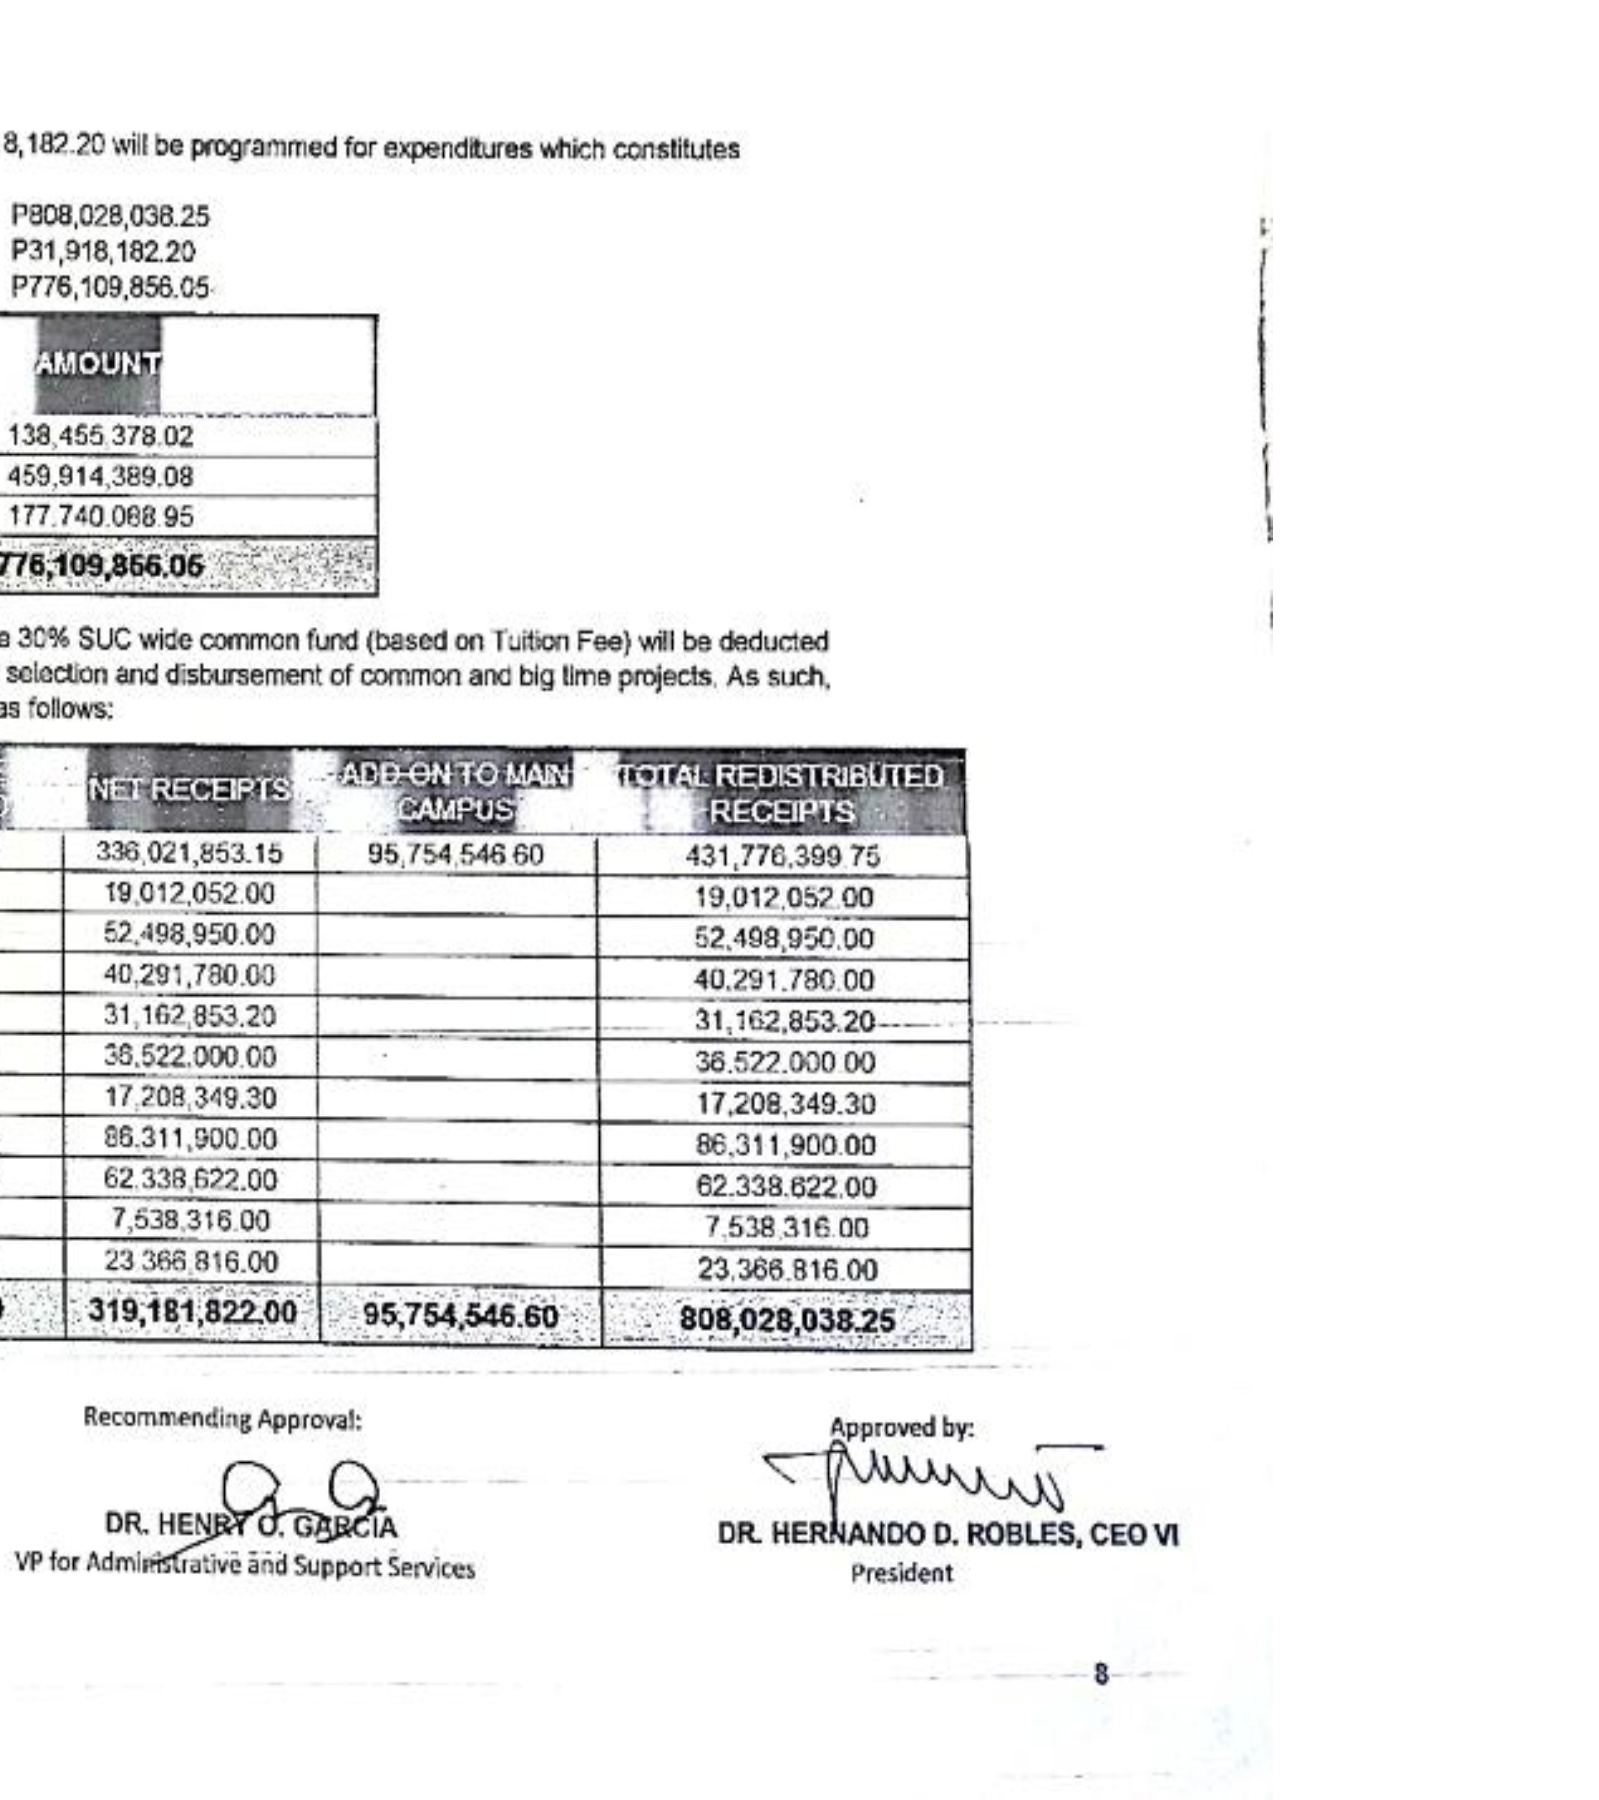 8,182.20 will be programmed for expenditures which constitutes
P808,028,038.25
P31,918,182.20
P776,109,856.05
AMOUNT
138,455,378.02
459,914,389.08
177.740.088.95
776,109,856.05
30% SUC wide common fund (based on Tuition Fee) will be deducted
selection and disbursement of common and big time projects. As such,
as follows:
NET RECEIPTS ADD-ON TO MAIN CAMPUS TOTAL REDISTRIBUTED RECEIPTS
336,021,853.15 95,754,546.60 431,776,399.75
19,012,052.00 19,012,052.00
52,498,950.00 52,498,950.00
40,291,780.00 40,291.780.00
31,162,853.20 31,162,853.20
36,522.000.00 36.522.000.00
17,208,349.30 17,208,349.30
86.311,900.00 86,311,900.00
62.338,622.00 62.338.622.00
7,538,316.00 7,538,316.00
23.366,816.00 23,366.816.00
319,181,822.00 95,754,546.60 808,028,038.25
Recommending Approval: Approved by:
DR. HENRY O. GARCIA DR. HERNANDO D. ROBLES, CEO VI
VP for Administrative and Support Services President
8